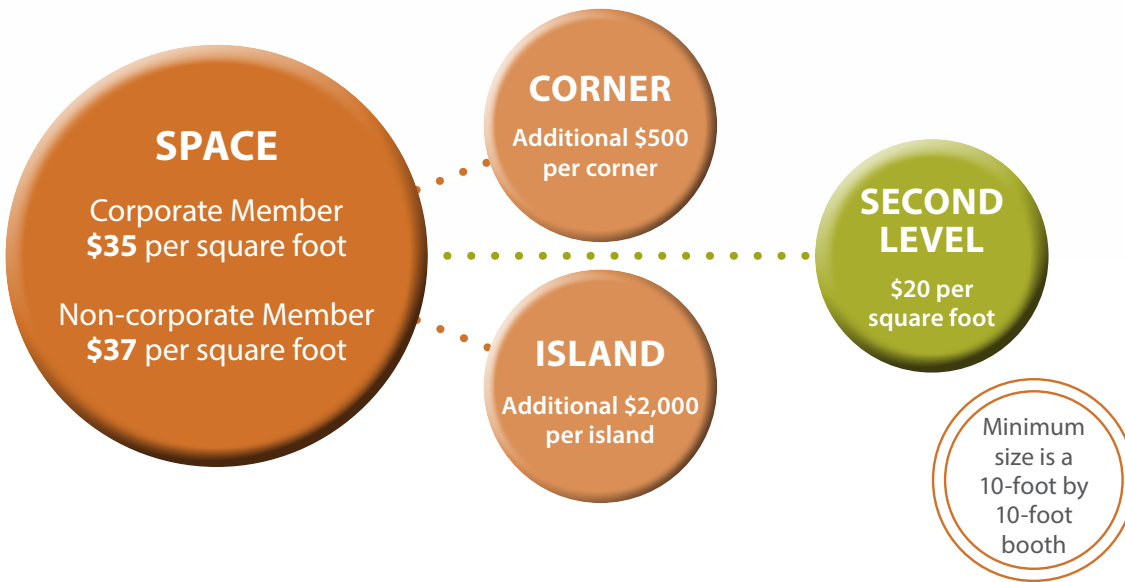 SPACE
Corporate Member
$35 per square foot
Non-corporate Member
$37 per square foot
CORNER
Additional $500
per corner
ISLAND
Additional $2,000
per island
SECOND
LEVEL
$20 per
square foot
Minimum
size is a
10-foot by
10-foot
booth